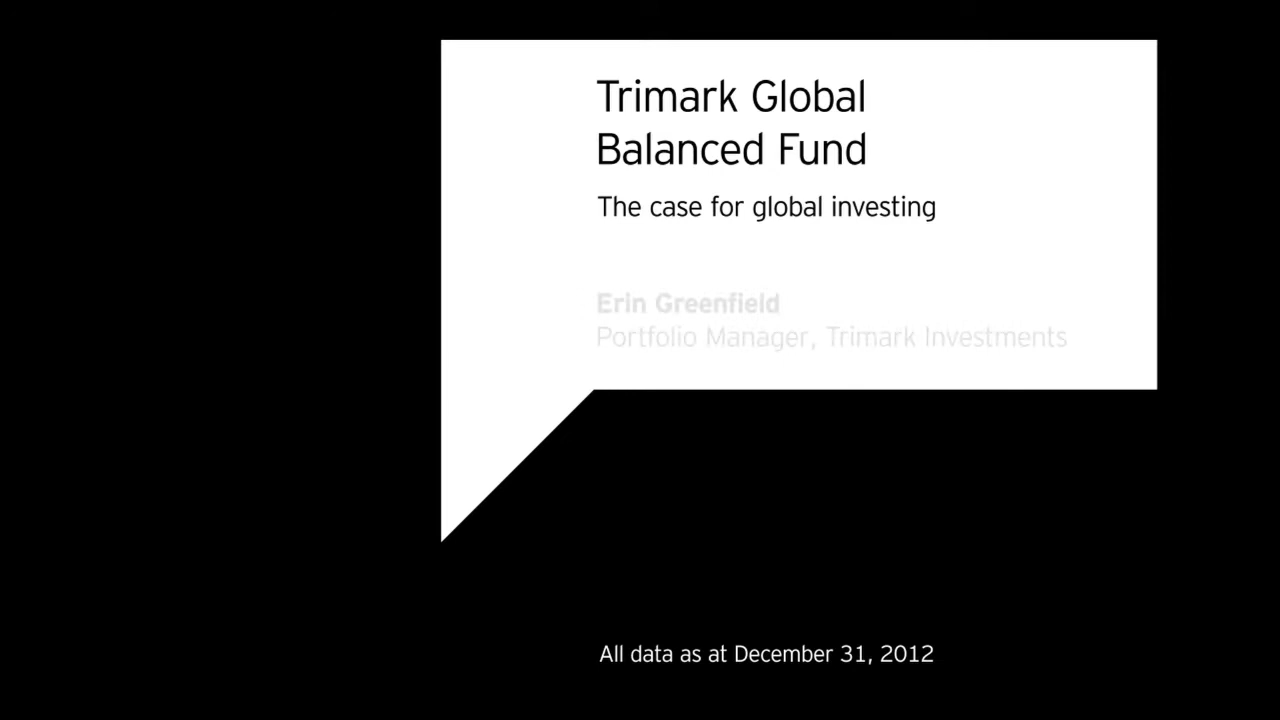 Trimark Global
Balanced Fund
The case for global investing
Erin Greenfield
Portfolio Manager, Trimark Investments
All data as at December 31, 2012